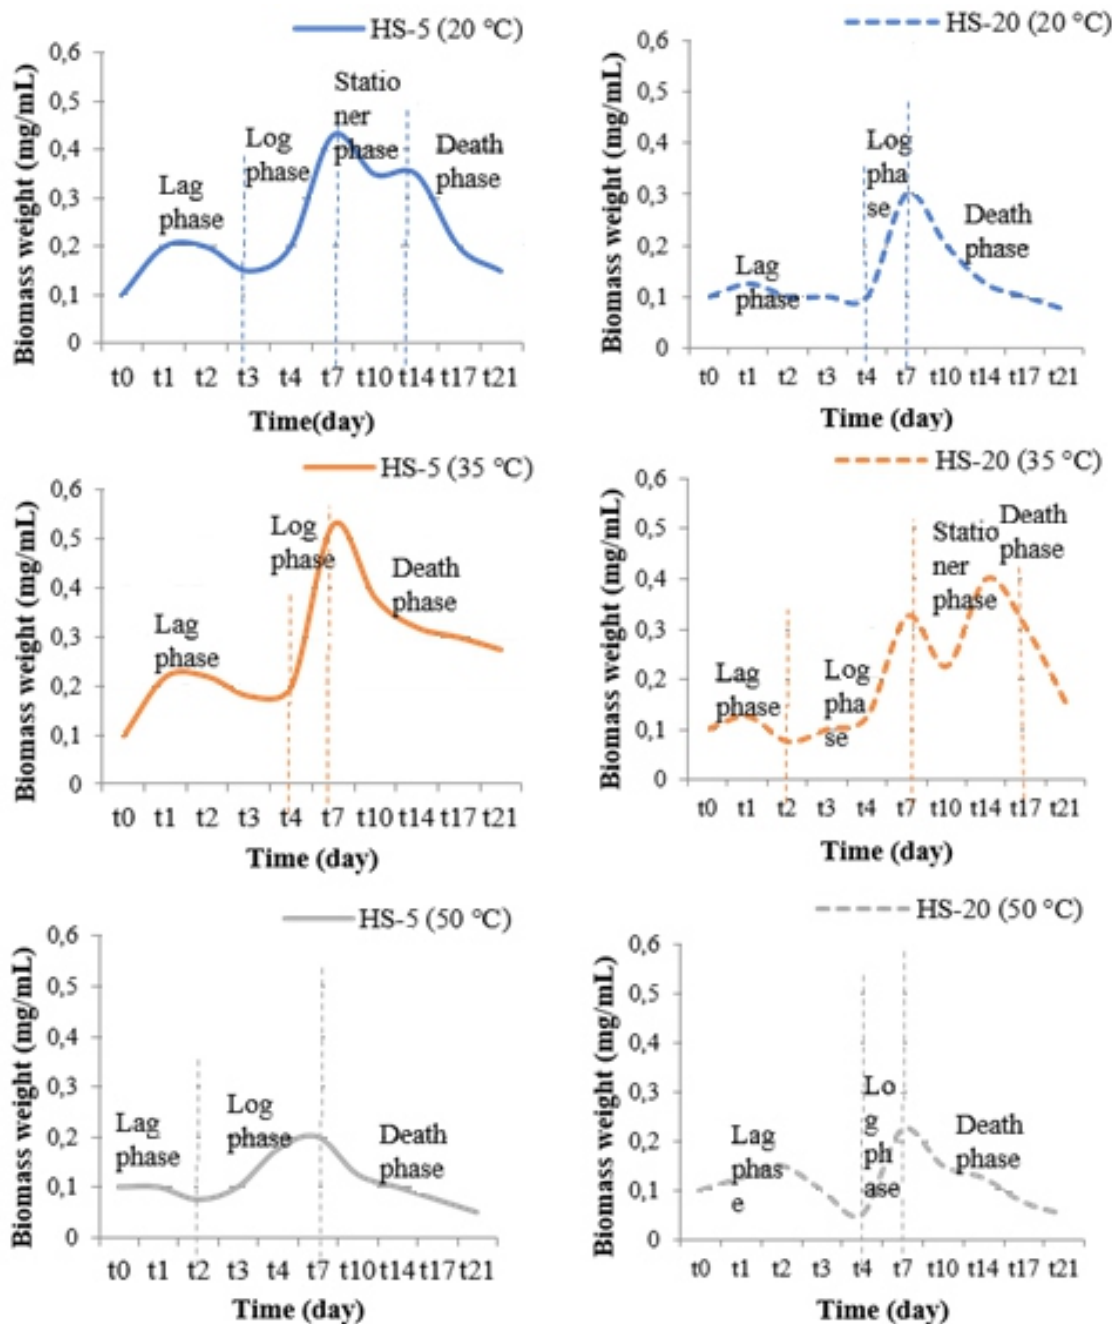 HS-5 (20 °C)
0,6
0,5
0,4
0,3
0,2
0,1
0
Biomass weight (mg/mL)
Lag
phase
Log
phase
Statio
ner
phase
Death
phase
t0 t1 t2 t3 t4 t7 t10 t14 t17 t21
Time(day)
HS-20 (20 °C)
0,6
0,5
0,4
0,3
0,2
0,1
0
Biomass weight (mg/mL)
Lag
phase
Log
pha
se
Death
phase
t0 t1 t2 t3 t4 t7 t10 t14 t17 t21
Time (day)
HS-5 (35 °C)
0,6
0,5
0,4
0,3
0,2
0,1
0
Biomass weight (mg/mL)
Lag
phase
Log
phase
Death
phase
t0 t1 t2 t3 t4 t7 t10 t14 t17 t21
Time (day)
HS-20 (35 °C)
0,6
0,5
0,4
0,3
0,2
0,1
0
Biomass weight (mg/mL)
Lag
phase
Log
pha
se
Statio
ner
phase
Death
phase
t0 t1 t2 t3 t4 t7 t10 t14 t17 t21
Time (day)
HS-5 (50 °C)
0,6
0,5
0,4
0,3
0,2
0,1
0
Biomass weight (mg/mL)
Lag
phase
Log
phase
Death
phase
t0 t1 t2 t3 t4 t7 t10 t14 t17 t21
Time (day)
HS-20 (50 °C)
0,6
0,5
0,4
0,3
0,2
0,1
0
Biomass weight (mg/mL)
Lag
phas
e
Lo
g
ph
ase
Death
phase
t0 t1 t2 t3 t4 t7 t10 t14 t17 t21
Time (day)